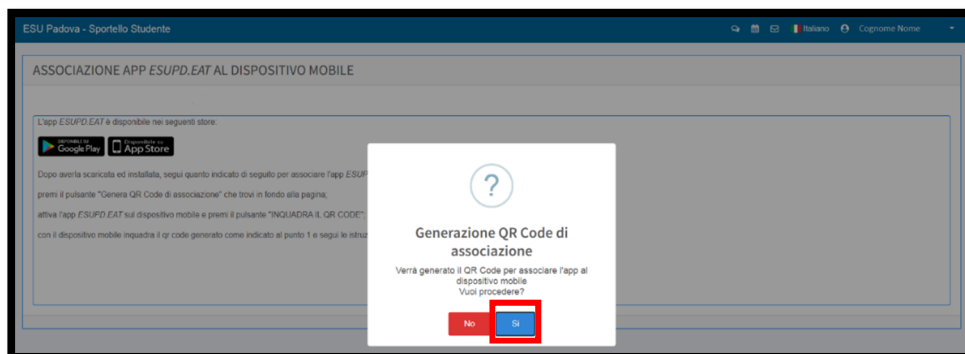 ESU Padova - Sportello Studente
Italiano
Cognome Nome
ASSOCIAZIONE APP ESUPD.EAT AL DISPOSITIVO MOBILE
L'app ESUPD.EAT è disponibile nei seguenti store:
DISPONIBILE SU
Google Play
Disponibile su
App Store
Dopo averla scaricata ed installata, segui quanto indicato di seguito per associare l'app ESUP
premi il pulsante "Genera QR Code di associazione" che trovi in fondo alla pagina;
attiva l'app ESUPD.EAT sul dispositivo mobile e premi il pulsante "INQUADRA IL QR CODE";
con il dispositivo mobile inquadra il qr code generato come indicato al punto 1 e segui le istruz
?
Generazione QR Code di
associazione
Verrà generato il QR Code per associare l'app al
dispositivo mobile
Vuoi procedere?
No
Si